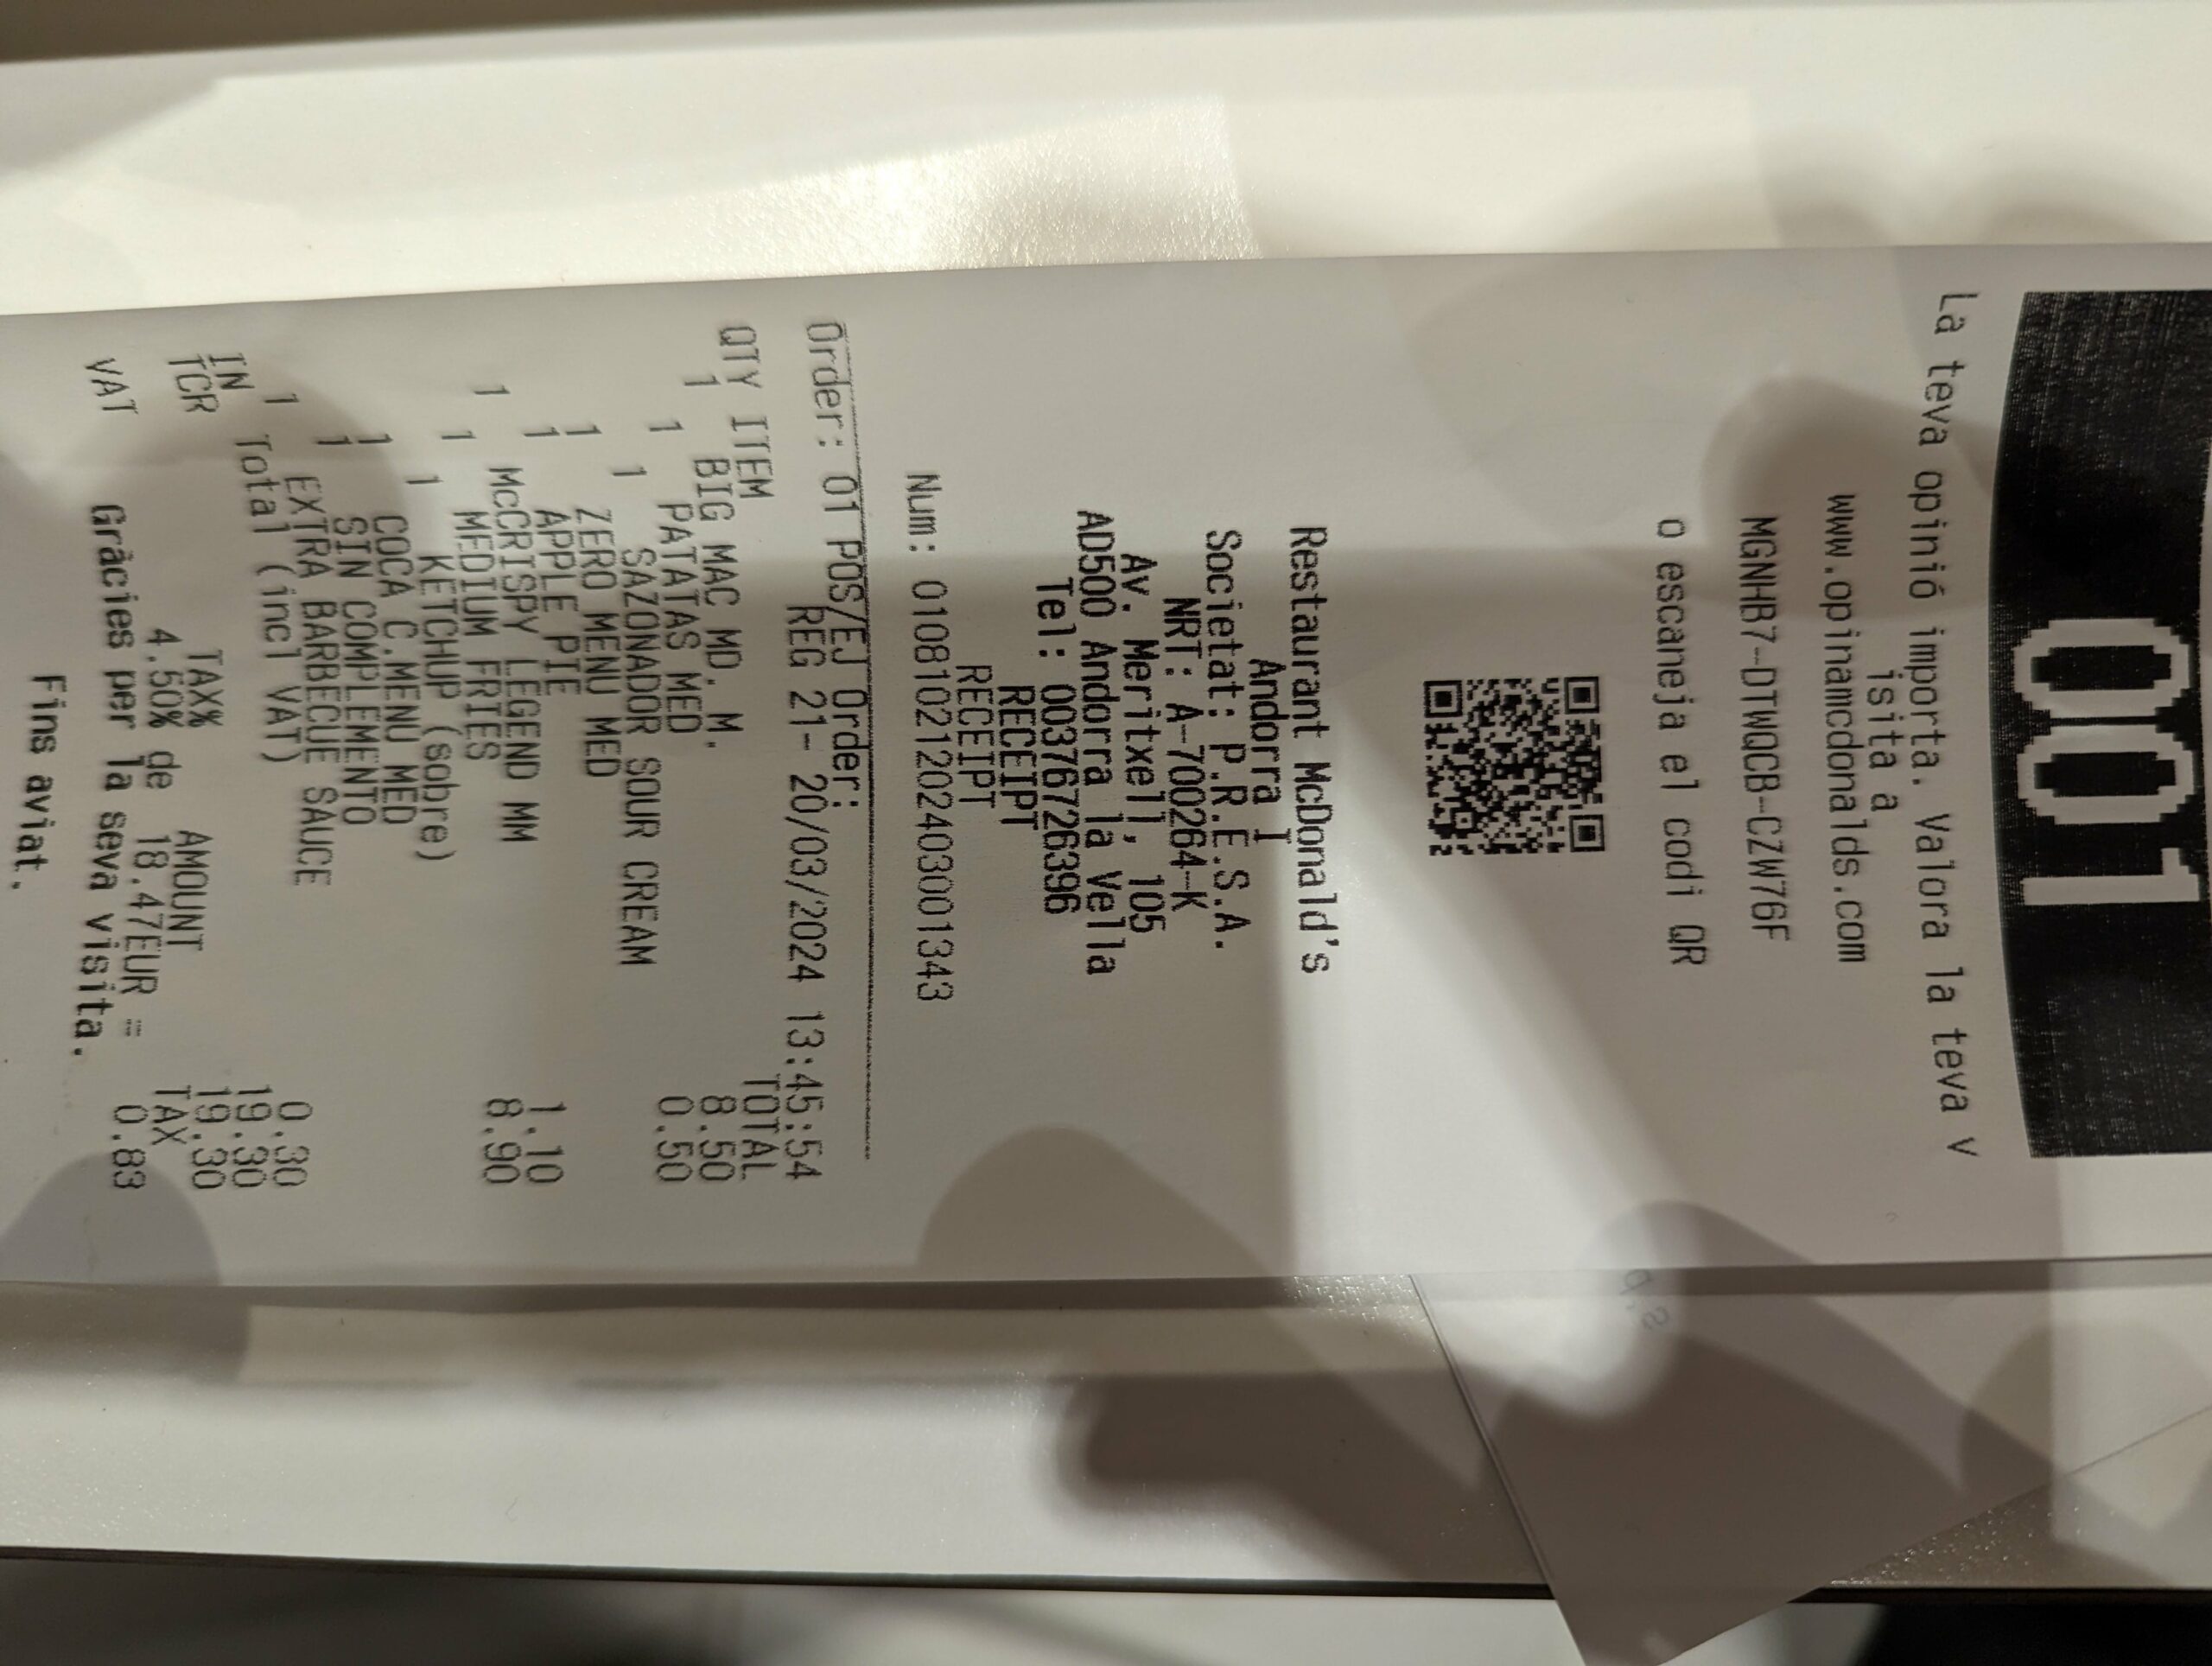 001
La teva opinió importa. Valora la teva v
isita a
www.opinamcdonalds.com
MGNHB7-DTWQCB-CZW76F
o escaneja el codi QR
Restaurant McDonald's
Andorra I
Societat: P.R.E.S.A.
NRT: A-700264-K
Av. Meritxell, 105
AD500 Andorra la Vella
Tel: 003767726396
RECEIPT
RECEIPT
Num: 010810212024030013​43
Order: 01 POS/EJ Order:
REG 21- 20/03/2024 13:45:54
QTY ITEM TOTAL
1 BIG MAC MD. M. 8.50
1 PATATAS MED 0.50
1 SAZONADOR SOUR CREAM
1 ZERO MENU MED
1 APPLE PIE 1.10
1 McCRISPY LEGEND MM 8.90
1 MEDIUM FRIES
1 KETCHUP (sobre)
1 COCA C.MENU MED
1 SIN COMPLEMENTO
1 EXTRA BARBECUE SAUCE 0.30
Total (incl VAT) 19.30
IN 19.30
TCR TAX% AMOUNT TAX
VAT 4.50% de 18.47EUR = 0.83
Gràcies per la seva visita.
Fins aviat.